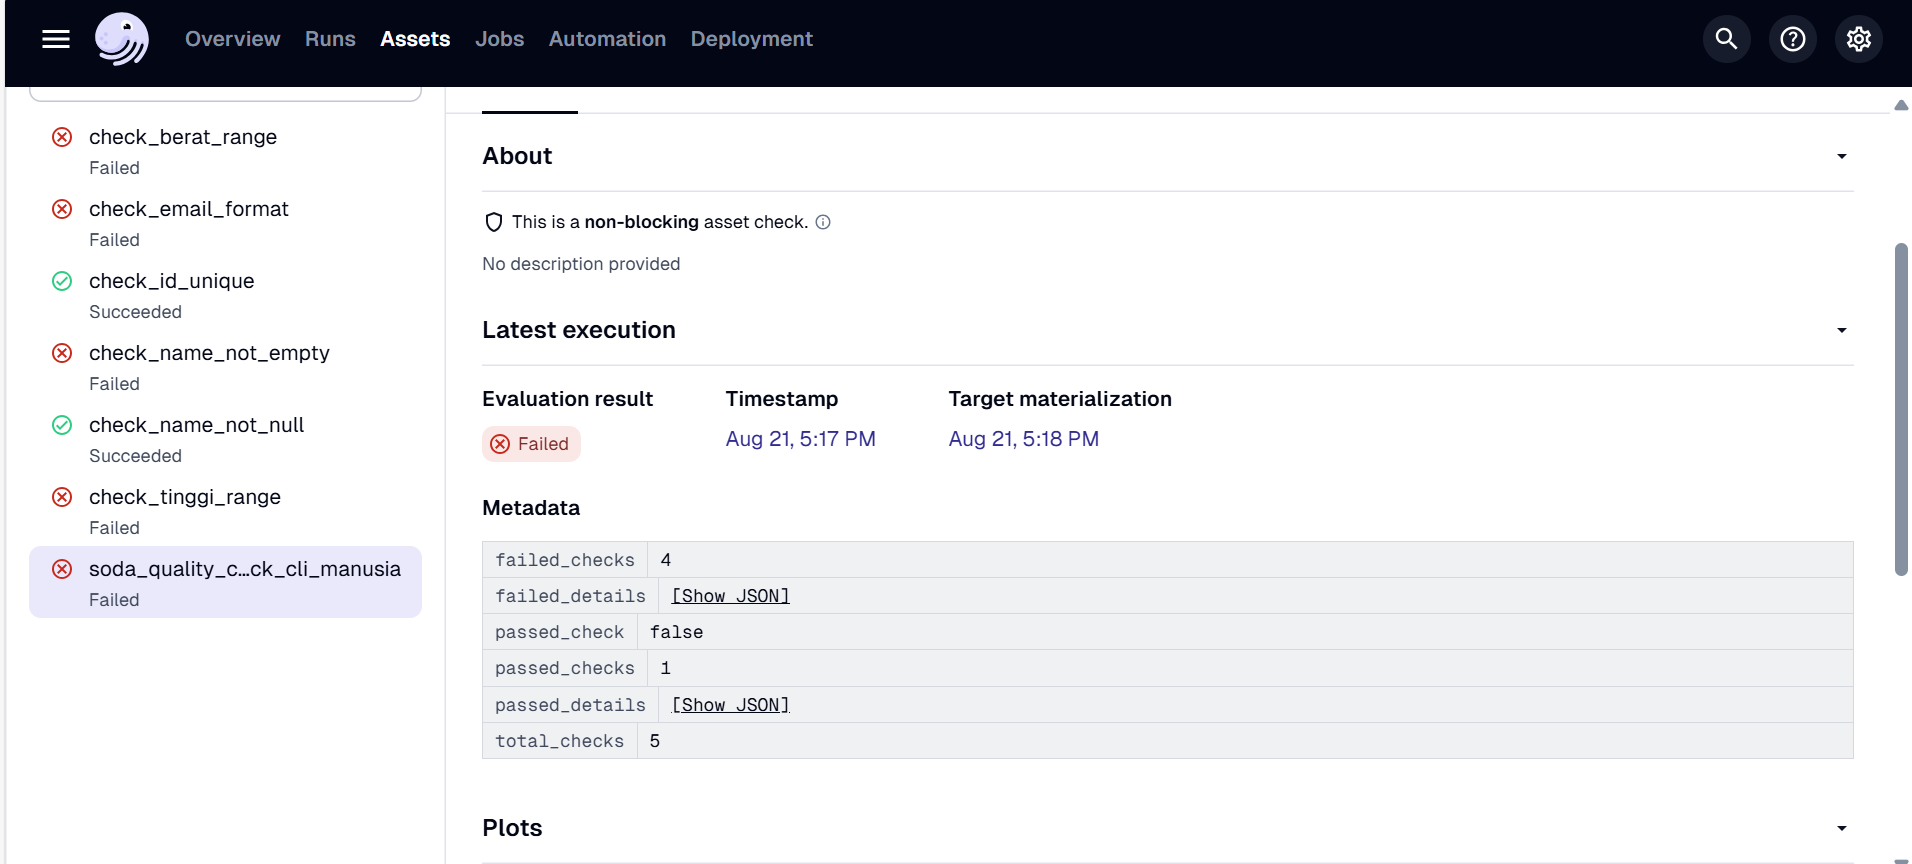 Overview Runs Assets Jobs Automation Deployment
check_berat_range
Failed
check_email_format
Failed
check_id_unique
Succeeded
check_name_not_empty
Failed
check_name_not_null
Succeeded
check_tinggi_range
Failed
soda_quality_c...ck_cli_manusia
Failed
About
This is a non-blocking asset check.
No description provided
Latest execution
Evaluation result Timestamp Target materialization
Failed Aug 21, 5:17 PM Aug 21, 5:18 PM
Metadata
failed_checks 4
failed_details [Show JSON]
passed_check false
passed_checks 1
passed_details [Show JSON]
total_checks 5
Plots